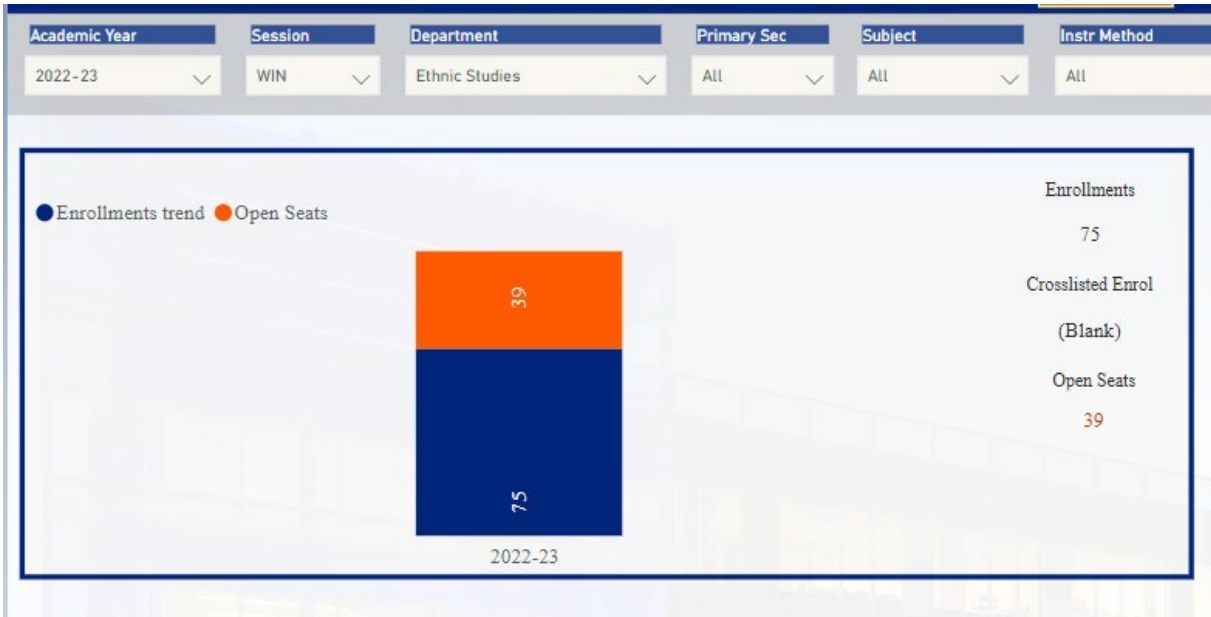 Academic Year Session Department Primary Sec Subject Instr Method
2022-23 WIN Ethnic Studies All All All
Enrollments trend Open Seats
39
75
2022-23
Enrollments
75
Crosslisted Enrol
(Blank)
Open Seats
39